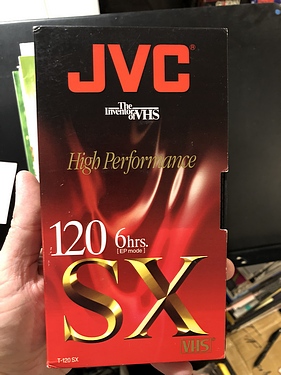 JVC®
The
Inventor of VHS
High Performance
120 6hrs.
[EP mode]
SX
VHS
T-120 SX